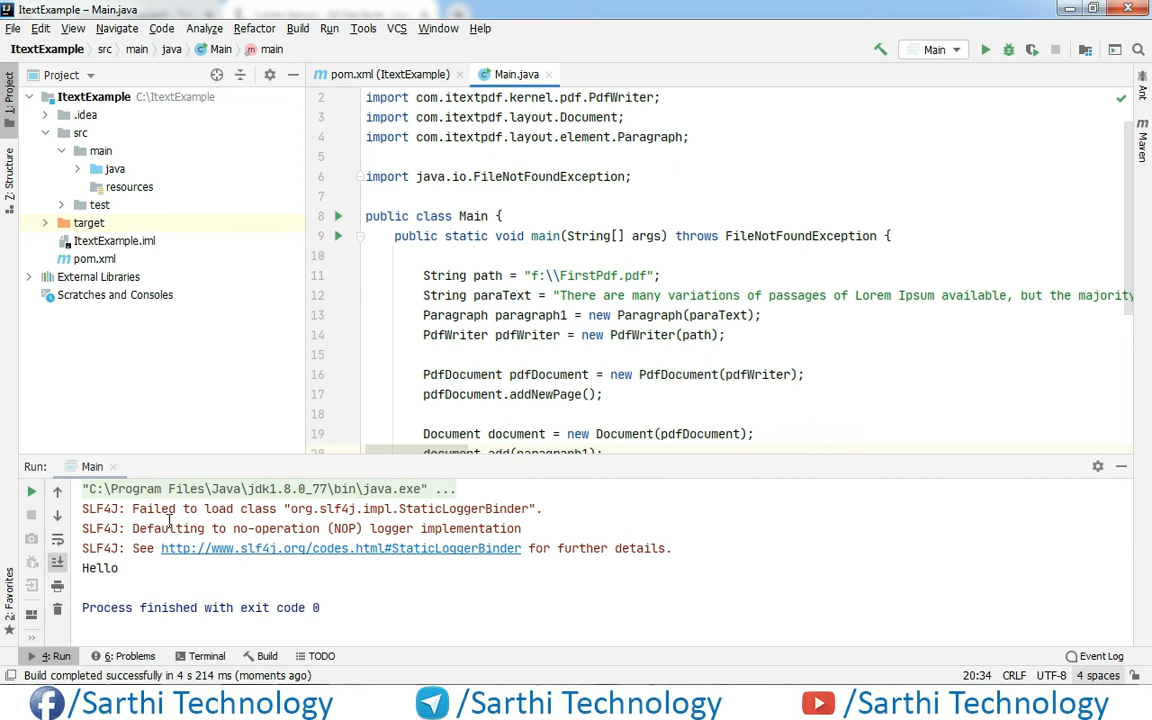 ItextExample – Main.java
File Edit View Navigate Code Analyze Refactor Build Run Tools VCS Window Help
ItextExample src main java Main main
Main
1: Project
Project
pom.xml (ItextExample)
Main.java
Ant
Maven
ItextExample C:\ItextExample
.idea
src
main
java
resources
test
target
ItextExample.iml
pom.xml
External Libraries
Scratches and Consoles
Z: Structure
2: Favorites
2 import com.itextpdf.kernel.pdf.PdfWriter;
3 import com.itextpdf.layout.Document;
4 import com.itextpdf.layout.element.Paragraph;
5
6 import java.io.FileNotFoundException;
7
8 public class Main {
9 public static void main(String[] args) throws FileNotFoundException {
10
11 String path = "f:\\FirstPdf.pdf";
12 String paraText = "There are many variations of passages of Lorem Ipsum available, but the majority
13 Paragraph paragraph1 = new Paragraph(paraText);
14 PdfWriter pdfWriter = new PdfWriter(path);
15
16 PdfDocument pdfDocument = new PdfDocument(pdfWriter);
17 pdfDocument.addNewPage();
18
19 Document document = new Document(pdfDocument);
20 document.add(paragraph1);
Run: Main
"C:\Program Files\Java\jdk1.8.0_77\bin\java.exe" ...
SLF4J: Failed to load class "org.slf4j.impl.StaticLoggerBinder".
SLF4J: Defaulting to no-operation (NOP) logger implementation
SLF4J: See http://www.slf4j.org/codes.html#StaticLoggerBinder for further details.
Hello
Process finished with exit code 0
4: Run 6: Problems Terminal Build TODO Event Log
Build completed successfully in 4 s 214 ms (moments ago) 20:34 CRLF UTF-8 4 spaces
/Sarthi Technology /Sarthi Technology /Sarthi Technology